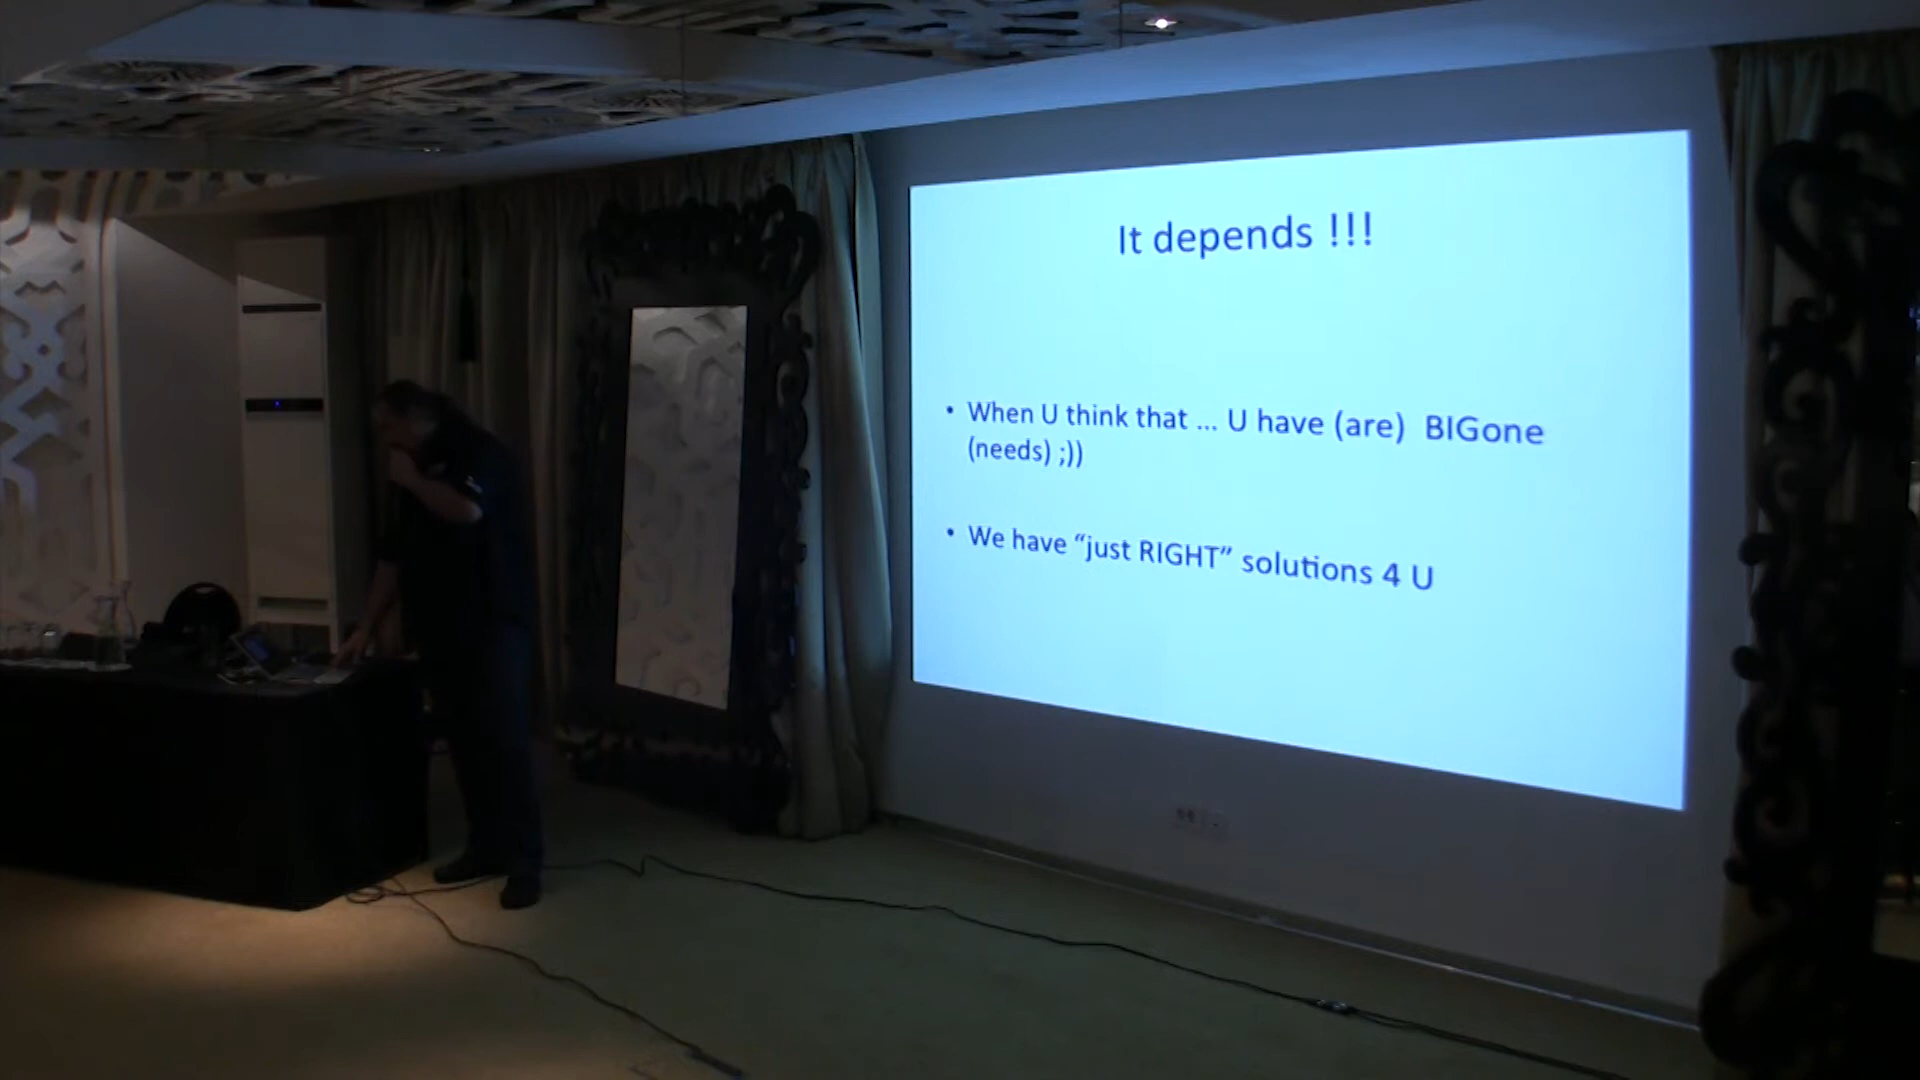 It depends !!!
• When U think that ... U have (are) BIGone
(needs) ;))
• We have “just RIGHT” solutions 4 U